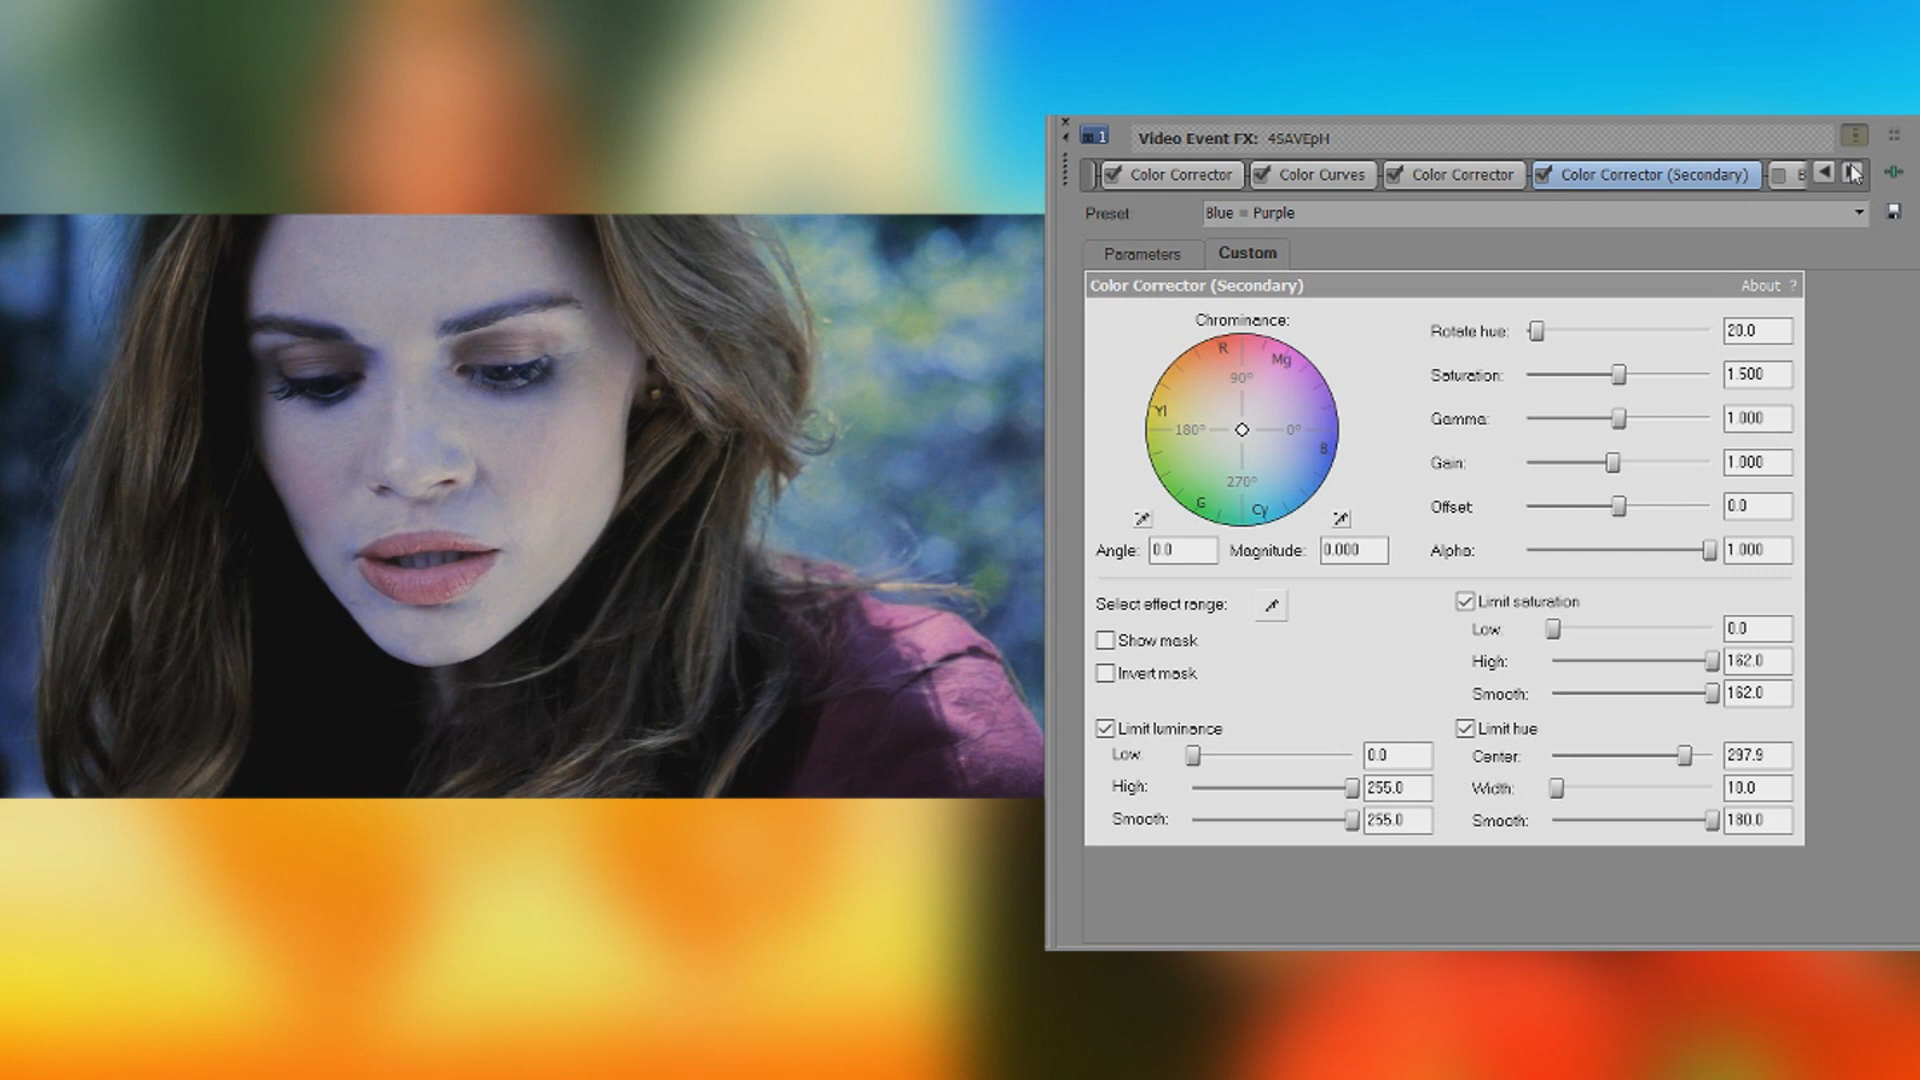 1 Video Event FX: 4SAVEpH
Color Corrector Color Curves Color Corrector Color Corrector (Secondary) B
Preset: Blue = Purple
Parameters Custom
Color Corrector (Secondary) About ?
Chrominance:
R Mg B Cy G Yl
90° 0° 270° 180°
Angle: 0.0 Magnitude: 0.000
Rotate hue: 20.0
Saturation: 1.500
Gamma: 1.000
Gain: 1.000
Offset: 0.0
Alpha: 1.000
Select effect range:
Show mask
Invert mask
Limit saturation
Low: 0.0
High: 162.0
Smooth: 162.0
Limit luminance
Low: 0.0
High: 255.0
Smooth: 255.0
Limit hue
Center: 297.9
Width: 10.0
Smooth: 180.0